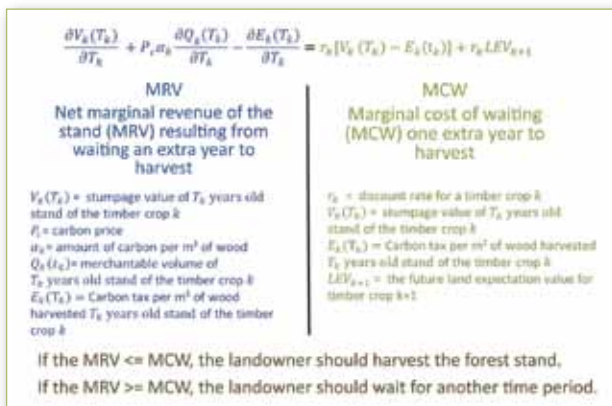 ∂V_k(T_k)/∂T_k + P_c α_k ∂Q_k(T_k)/∂T_k − ∂E_k(T_k)/∂T_k = r_k[V_k(T_k) − E_k(t_k)] + r_k LEV_{k+1}
MRV
Net marginal revenue of the
stand (MRV) resulting from
waiting an extra year to
harvest
V_k(T_k)= stumpage value of T_k years old
stand of the timber crop k
=carbon price
α_k= amount of carbon per m³ of wood
Q_k(t_k)=merchantable volume of
T_k years old stand of the timber crop k
E_k(T_k) = Carbon tax per m³ of wood
harvested T_k years old stand of the timber
crop k
MCW
Marginal cost of waiting
(MCW) one extra year to
harvest
r_k = discount rate for a timber crop k
V_k(T_k)= stumpage value of T_k years old
stand of the timber crop k
E_k(T_k) = Carbon tax per m³ of wood harvested
T_k years old stand of the timber crop k
LEV_{k+1} = the future land expectation value for
timber crop k+1
If the MRV <= MCW, the landowner should harvest the forest stand.
If the MRV >= MCW, the landowner should wait for another time period.